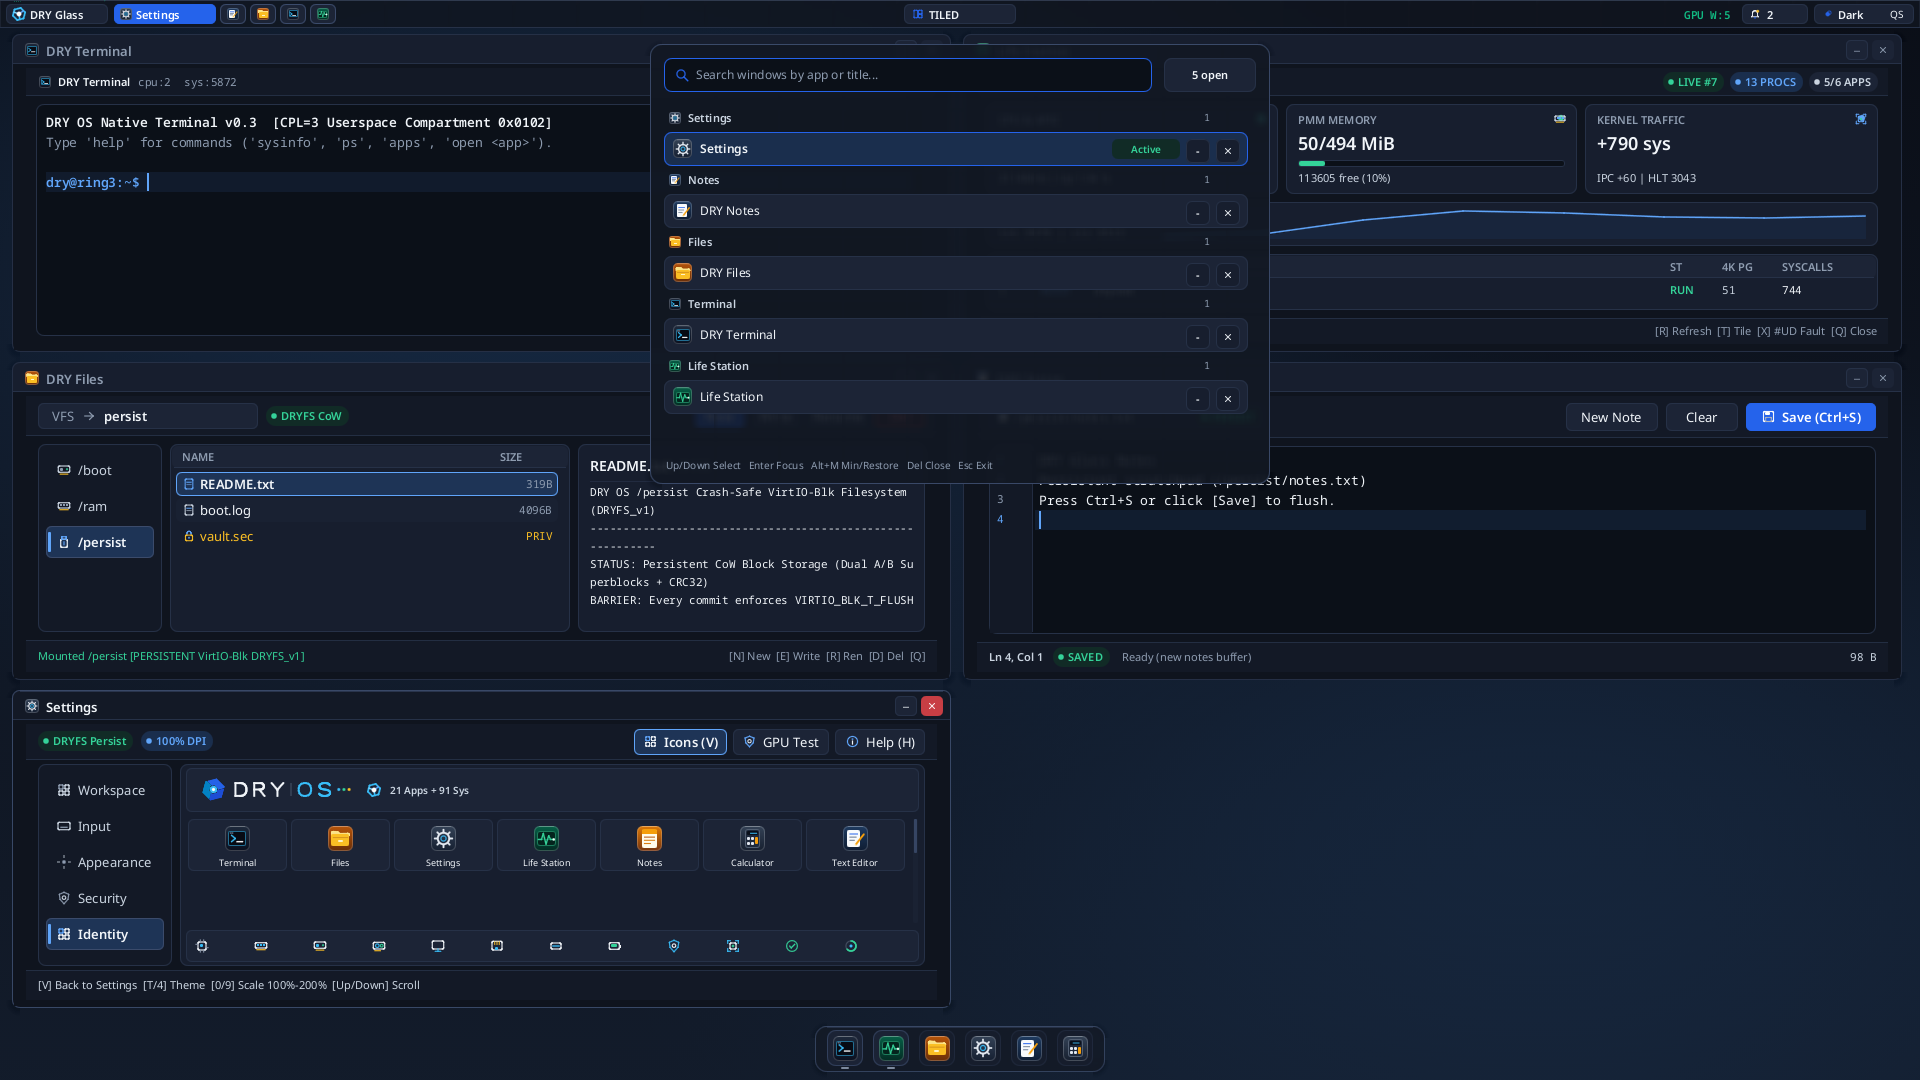 DRY Glass
Settings
TILED
GPU W:5
2
Dark
QS
DRY Terminal
DRY Terminal cpu:2 sys:5872
DRY OS Native Terminal v0.3 [CPL=3 Userspace Compartment 0x0102]
Type 'help' for commands ('sysinfo', 'ps', 'apps', 'open <app>').
dry@ring3:~$
Search windows by app or title...
5 open
Settings 1
Settings Active - ×
Notes 1
DRY Notes - ×
Files 1
DRY Files - ×
Terminal 1
DRY Terminal - ×
Life Station 1
Life Station - ×
Up/Down Select Enter Focus Alt+M Min/Restore Del Close Esc Exit
LIVE #7
13 PROCS
5/6 APPS
PMM MEMORY
50/494 MiB
113605 free (10%)
KERNEL TRAFFIC
+790 sys
IPC +60 | HLT 3043
ST 4K PG SYSCALLS
RUN 51 744
[R] Refresh [T] Tile [X] #UD Fault [Q] Close
DRY Files
VFS → persist
DRYFS CoW
/boot
/ram
/persist
NAME SIZE
README.txt 319B
boot.log 4096B
vault.sec PRIV
README.
DRY OS /persist Crash-Safe VirtIO-Blk Filesystem
(DRYFS_v1)
------------------------------------------------
----------
STATUS: Persistent CoW Block Storage (Dual A/B Su
perblocks + CRC32)
BARRIER: Every commit enforces VIRTIO_BLK_T_FLUSH
Mounted /persist [PERSISTENT VirtIO-Blk DRYFS_v1]
[N] New [E] Write [R] Ren [D] Del [Q]
New Note
Clear
Save (Ctrl+S)
3 Press Ctrl+S or click [Save] to flush.
4
Ln 4, Col 1
SAVED
Ready (new notes buffer)
98 B
Settings
DRYFS Persist
100% DPI
Icons (V)
GPU Test
Help (H)
Workspace
Input
Appearance
Security
Identity
DRY|OS
21 Apps + 91 Sys
Terminal
Files
Settings
Life Station
Notes
Calculator
Text Editor
[V] Back to Settings [T/4] Theme [0/9] Scale 100%-200% [Up/Down] Scroll